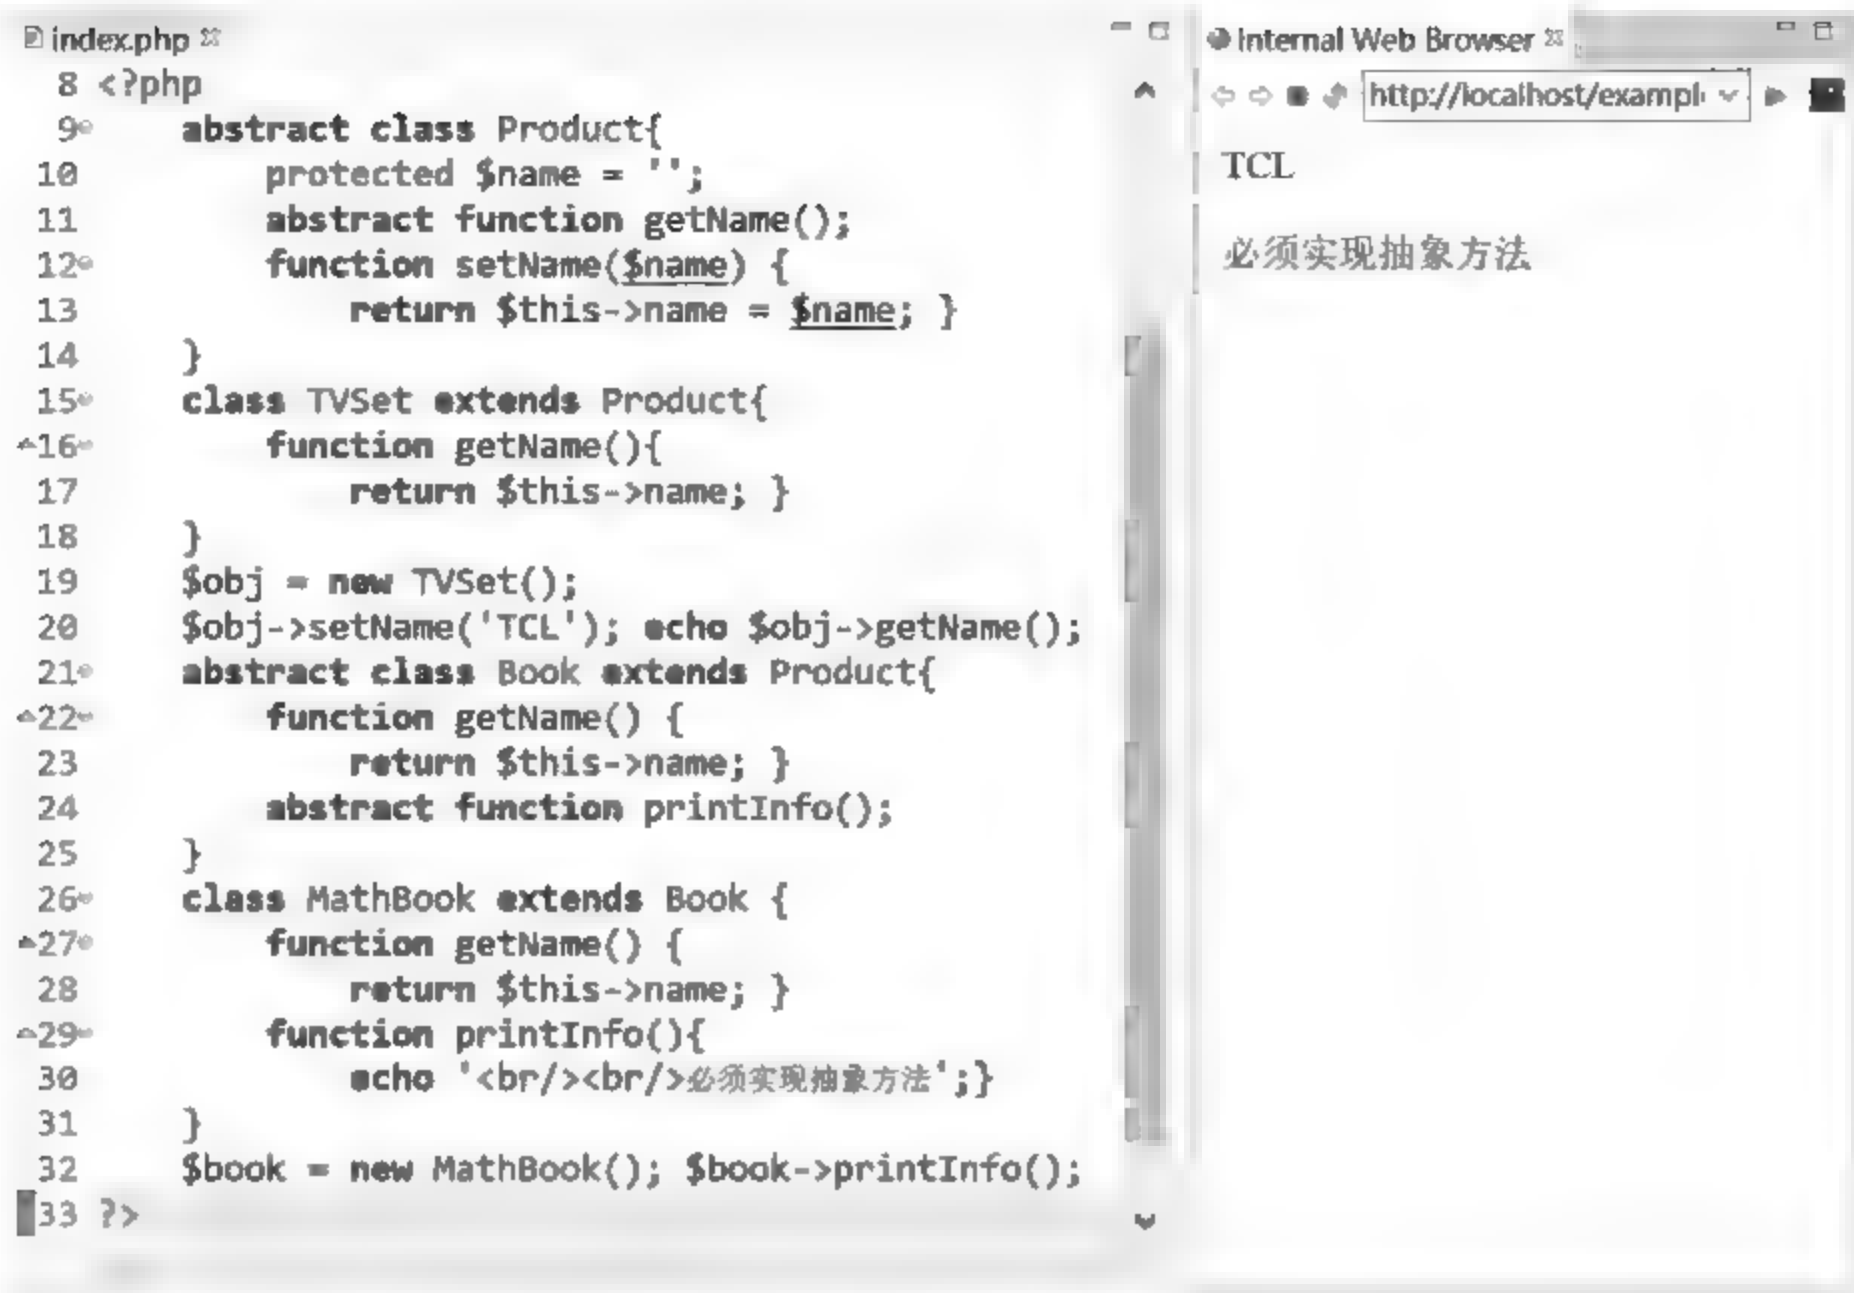 index.php
8 <?php
9 abstract class Product{
10 protected $name = '';
11 abstract function getName();
12 function setName($name) {
13 return $this->name = $name; }
14 }
15 class TVSet extends Product{
16 function getName(){
17 return $this->name; }
18 }
19 $obj = new TVSet();
20 $obj->setName('TCL'); echo $obj->getName();
21 abstract class Book extends Product{
22 function getName() {
23 return $this->name; }
24 abstract function printInfo();
25 }
26 class MathBook extends Book {
27 function getName() {
28 return $this->name; }
29 function printInfo(){
30 echo '<br/><br/>必须实现抽象方法';}
31 }
32 $book = new MathBook(); $book->printInfo();
33 ?>
Internal Web Browser
http://localhost/exampl
TCL
必须实现抽象方法